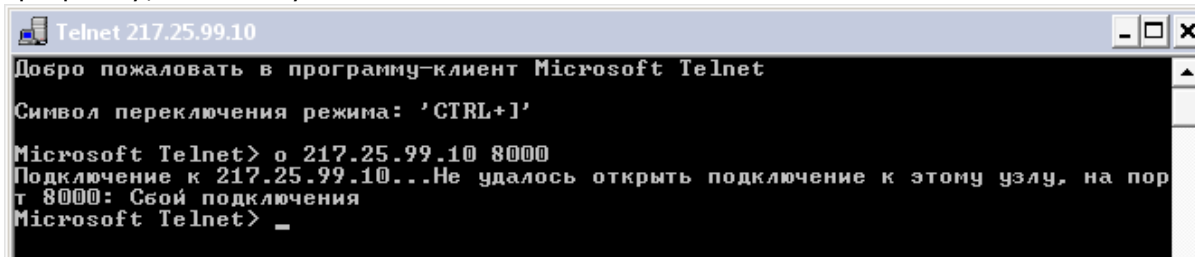 Telnet 217.25.99.10
Добро пожаловать в программу-клиент Microsoft Telnet
Символ переключения режима: 'CTRL+]'
Microsoft Telnet> o 217.25.99.10 8000
Подключение к 217.25.99.10...Не удалось открыть подключение к этому узлу, на пор
т 8000: Сбой подключения
Microsoft Telnet> _